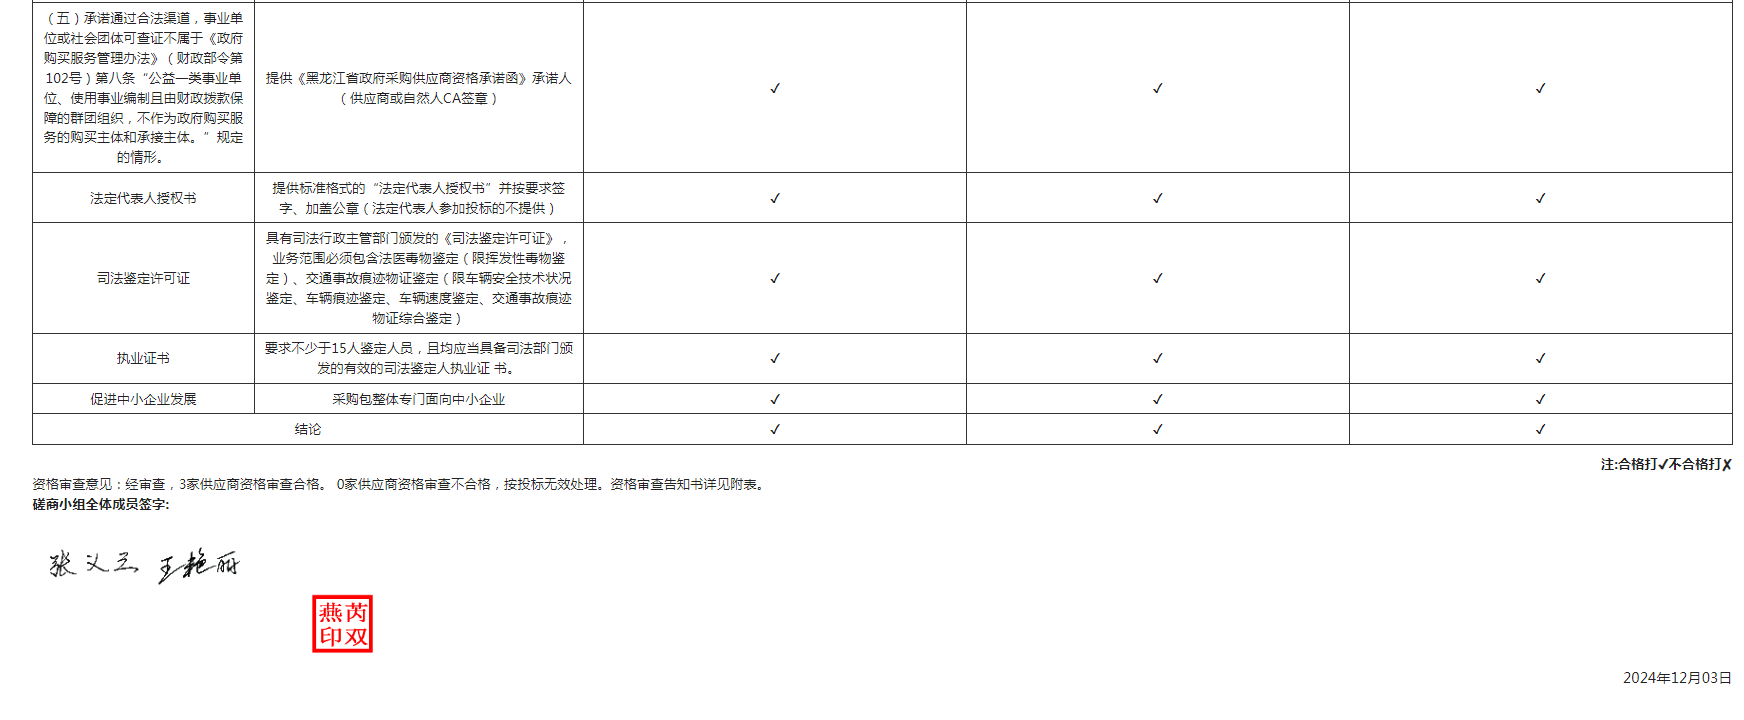 （五）承诺通过合法渠道，事业单
位或社会团体可查证不属于《政府
购买服务管理办法》（财政部令第
102号）第八条“公益一类事业单
位、使用事业编制且由财政拨款保
障的群团组织，不作为政府购买服
务的购买主体和承接主体。”规定
的情形。
提供《黑龙江省政府采购供应商资格承诺函》承诺人
（供应商或自然人CA签章）
✓ ✓ ✓
法定代表人授权书
提供标准格式的“法定代表人授权书”并按要求签
字、加盖公章（法定代表人参加投标的不提供）
✓ ✓ ✓
司法鉴定许可证
具有司法行政主管部门颁发的《司法鉴定许可证》，
业务范围必须包含法医毒物鉴定（限挥发性毒物鉴
定）、交通事故痕迹物证鉴定（限车辆安全技术状况
鉴定、车辆痕迹鉴定、车辆速度鉴定、交通事故痕迹
物证综合鉴定）
✓ ✓ ✓
执业证书
要求不少于15人鉴定人员，且均应当具备司法部门颁
发的有效的司法鉴定人执业证 书。
✓ ✓ ✓
促进中小企业发展
采购包整体专门面向中小企业
✓ ✓ ✓
结论
✓ ✓ ✓
注:合格打✓不合格打✗
资格审查意见：经审查，3家供应商资格审查合格。 0家供应商资格审查不合格，按投标无效处理。资格审查告知书详见附表。
磋商小组全体成员签字:
张义 王艳丽
燕芮
印双
2024年12月03日